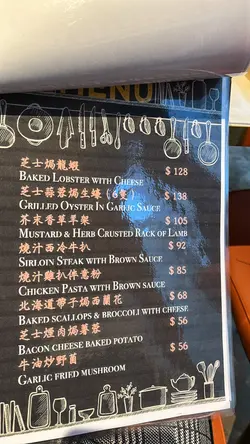 MENU
芝士焗龍蝦
$ 128
BAKED LOBSTER WITH CHEESE
芝士蒜蓉焗生蠔 (6隻)
$ 138
GRILLED OYSTER IN GARLIC SAUCE
芥末香草羊架
$ 105
MUSTARD & HERB CRUSTED RACK OF LAMB
燒汁西冷牛扒
$ 92
SIRLOIN STEAK WITH BROWN SAUCE
燒汁雞扒伴意粉
$ 85
CHICKEN PASTA WITH BROWN SAUCE
北海道帶子焗西蘭花
$ 68
BAKED SCALLOPS & BROCCOLI WITH CHEESE
芝士煙肉焗薯蓉
$ 56
BACON CHEESE BAKED POTATO
牛油炒野菌
$ 56
GARLIC FRIED MUSHROOM